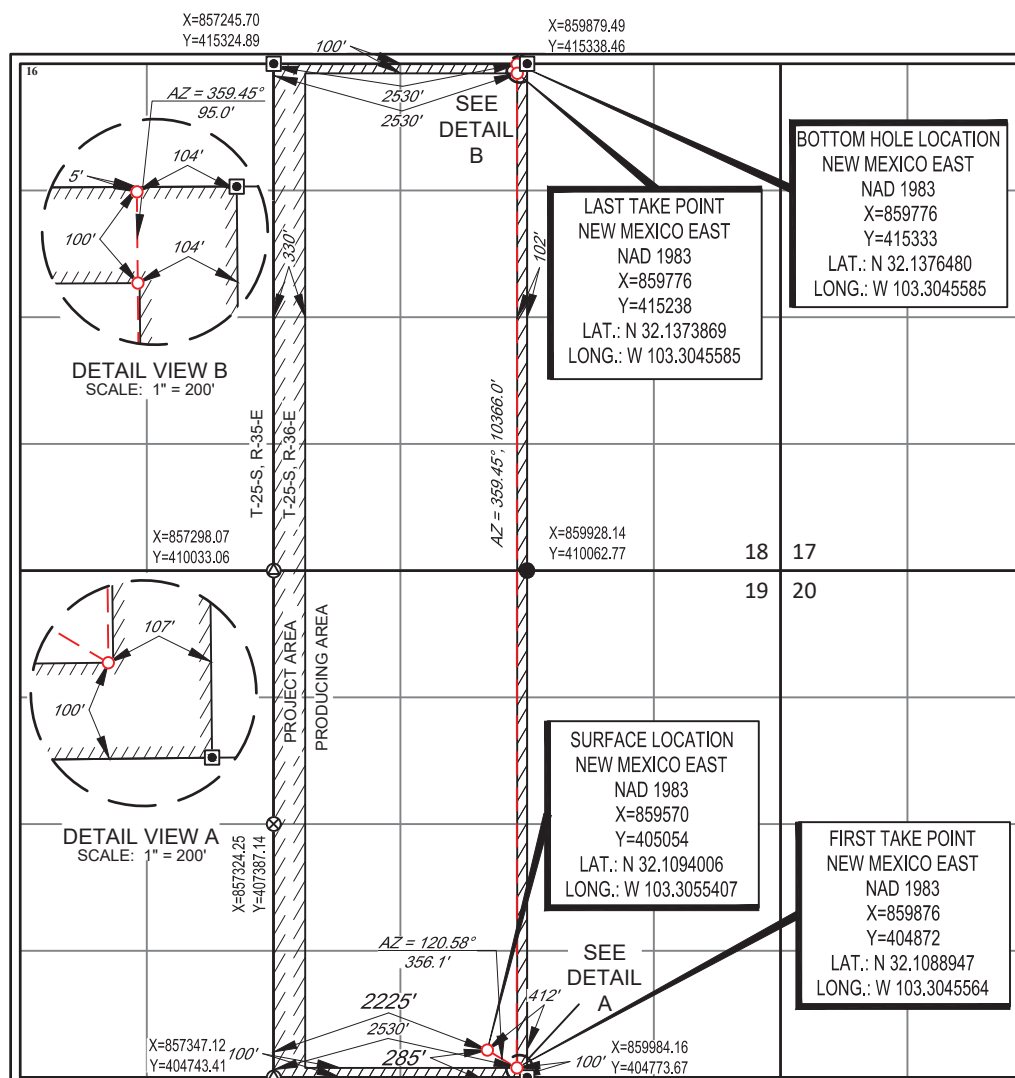 X=857245.70
Y=415324.89
X=859879.49
Y=415338.46
100'
16
AZ = 359.45°
95.0'
2530'
2530'
SEE
DETAIL
B
BOTTOM HOLE LOCATION
NEW MEXICO EAST
NAD 1983
X=859776
Y=415333
LAT.: N 32.1376480
LONG.: W 103.3045585
LAST TAKE POINT
NEW MEXICO EAST
NAD 1983
X=859776
Y=415238
LAT.: N 32.1373869
LONG.: W 103.3045585
5'
104'
100'
104'
DETAIL VIEW B
SCALE: 1" = 200'
330'
102'
T-25-S, R-35-E
T-25-S, R-36-E
AZ = 359.45°, 10366.0'
X=857298.07
Y=410033.06
X=859928.14
Y=410062.77
18
17
19
20
107'
100'
DETAIL VIEW A
SCALE: 1" = 200'
PROJECT AREA
PRODUCING AREA
X=857324.25
Y=407387.14
SURFACE LOCATION
NEW MEXICO EAST
NAD 1983
X=859570
Y=405054
LAT.: N 32.1094006
LONG.: W 103.3055407
FIRST TAKE POINT
NEW MEXICO EAST
NAD 1983
X=859876
Y=404872
LAT.: N 32.1088947
LONG.: W 103.3045564
AZ = 120.58°
356.1'
SEE
DETAIL
A
2225'
412'
2530'
285'
X=857347.12
Y=404743.41
100'
100'
X=859984.16
Y=404773.67